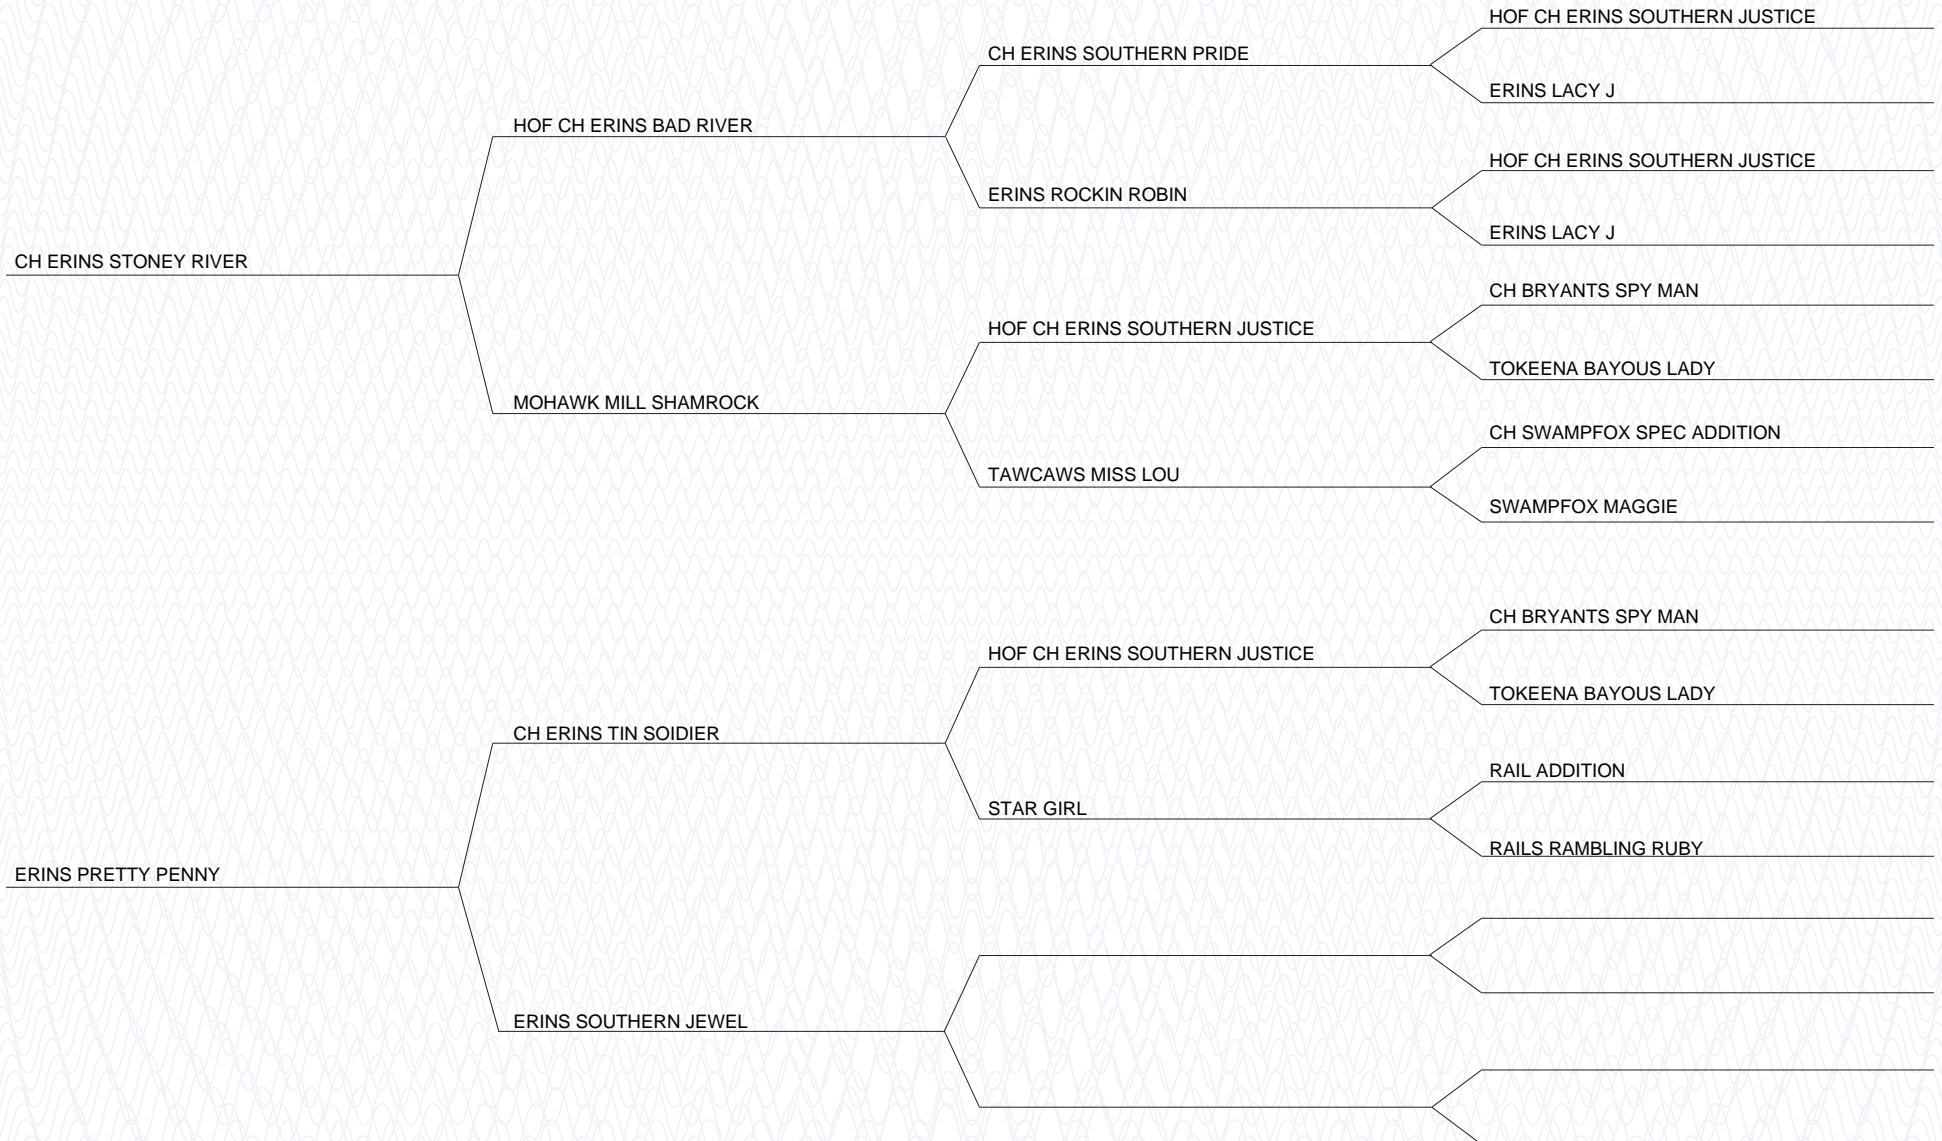 HOF CH ERINS SOUTHERN JUSTICE
CH ERINS SOUTHERN PRIDE
ERINS LACY J
HOF CH ERINS BAD RIVER
HOF CH ERINS SOUTHERN JUSTICE
ERINS ROCKIN ROBIN
ERINS LACY J
CH ERINS STONEY RIVER
CH BRYANTS SPY MAN
HOF CH ERINS SOUTHERN JUSTICE
TOKEENA BAYOUS LADY
MOHAWK MILL SHAMROCK
CH SWAMPFOX SPEC ADDITION
TAWCAWS MISS LOU
SWAMPFOX MAGGIE
CH BRYANTS SPY MAN
HOF CH ERINS SOUTHERN JUSTICE
TOKEENA BAYOUS LADY
CH ERINS TIN SOIDIER
RAIL ADDITION
STAR GIRL
RAILS RAMBLING RUBY
ERINS PRETTY PENNY
ERINS SOUTHERN JEWEL